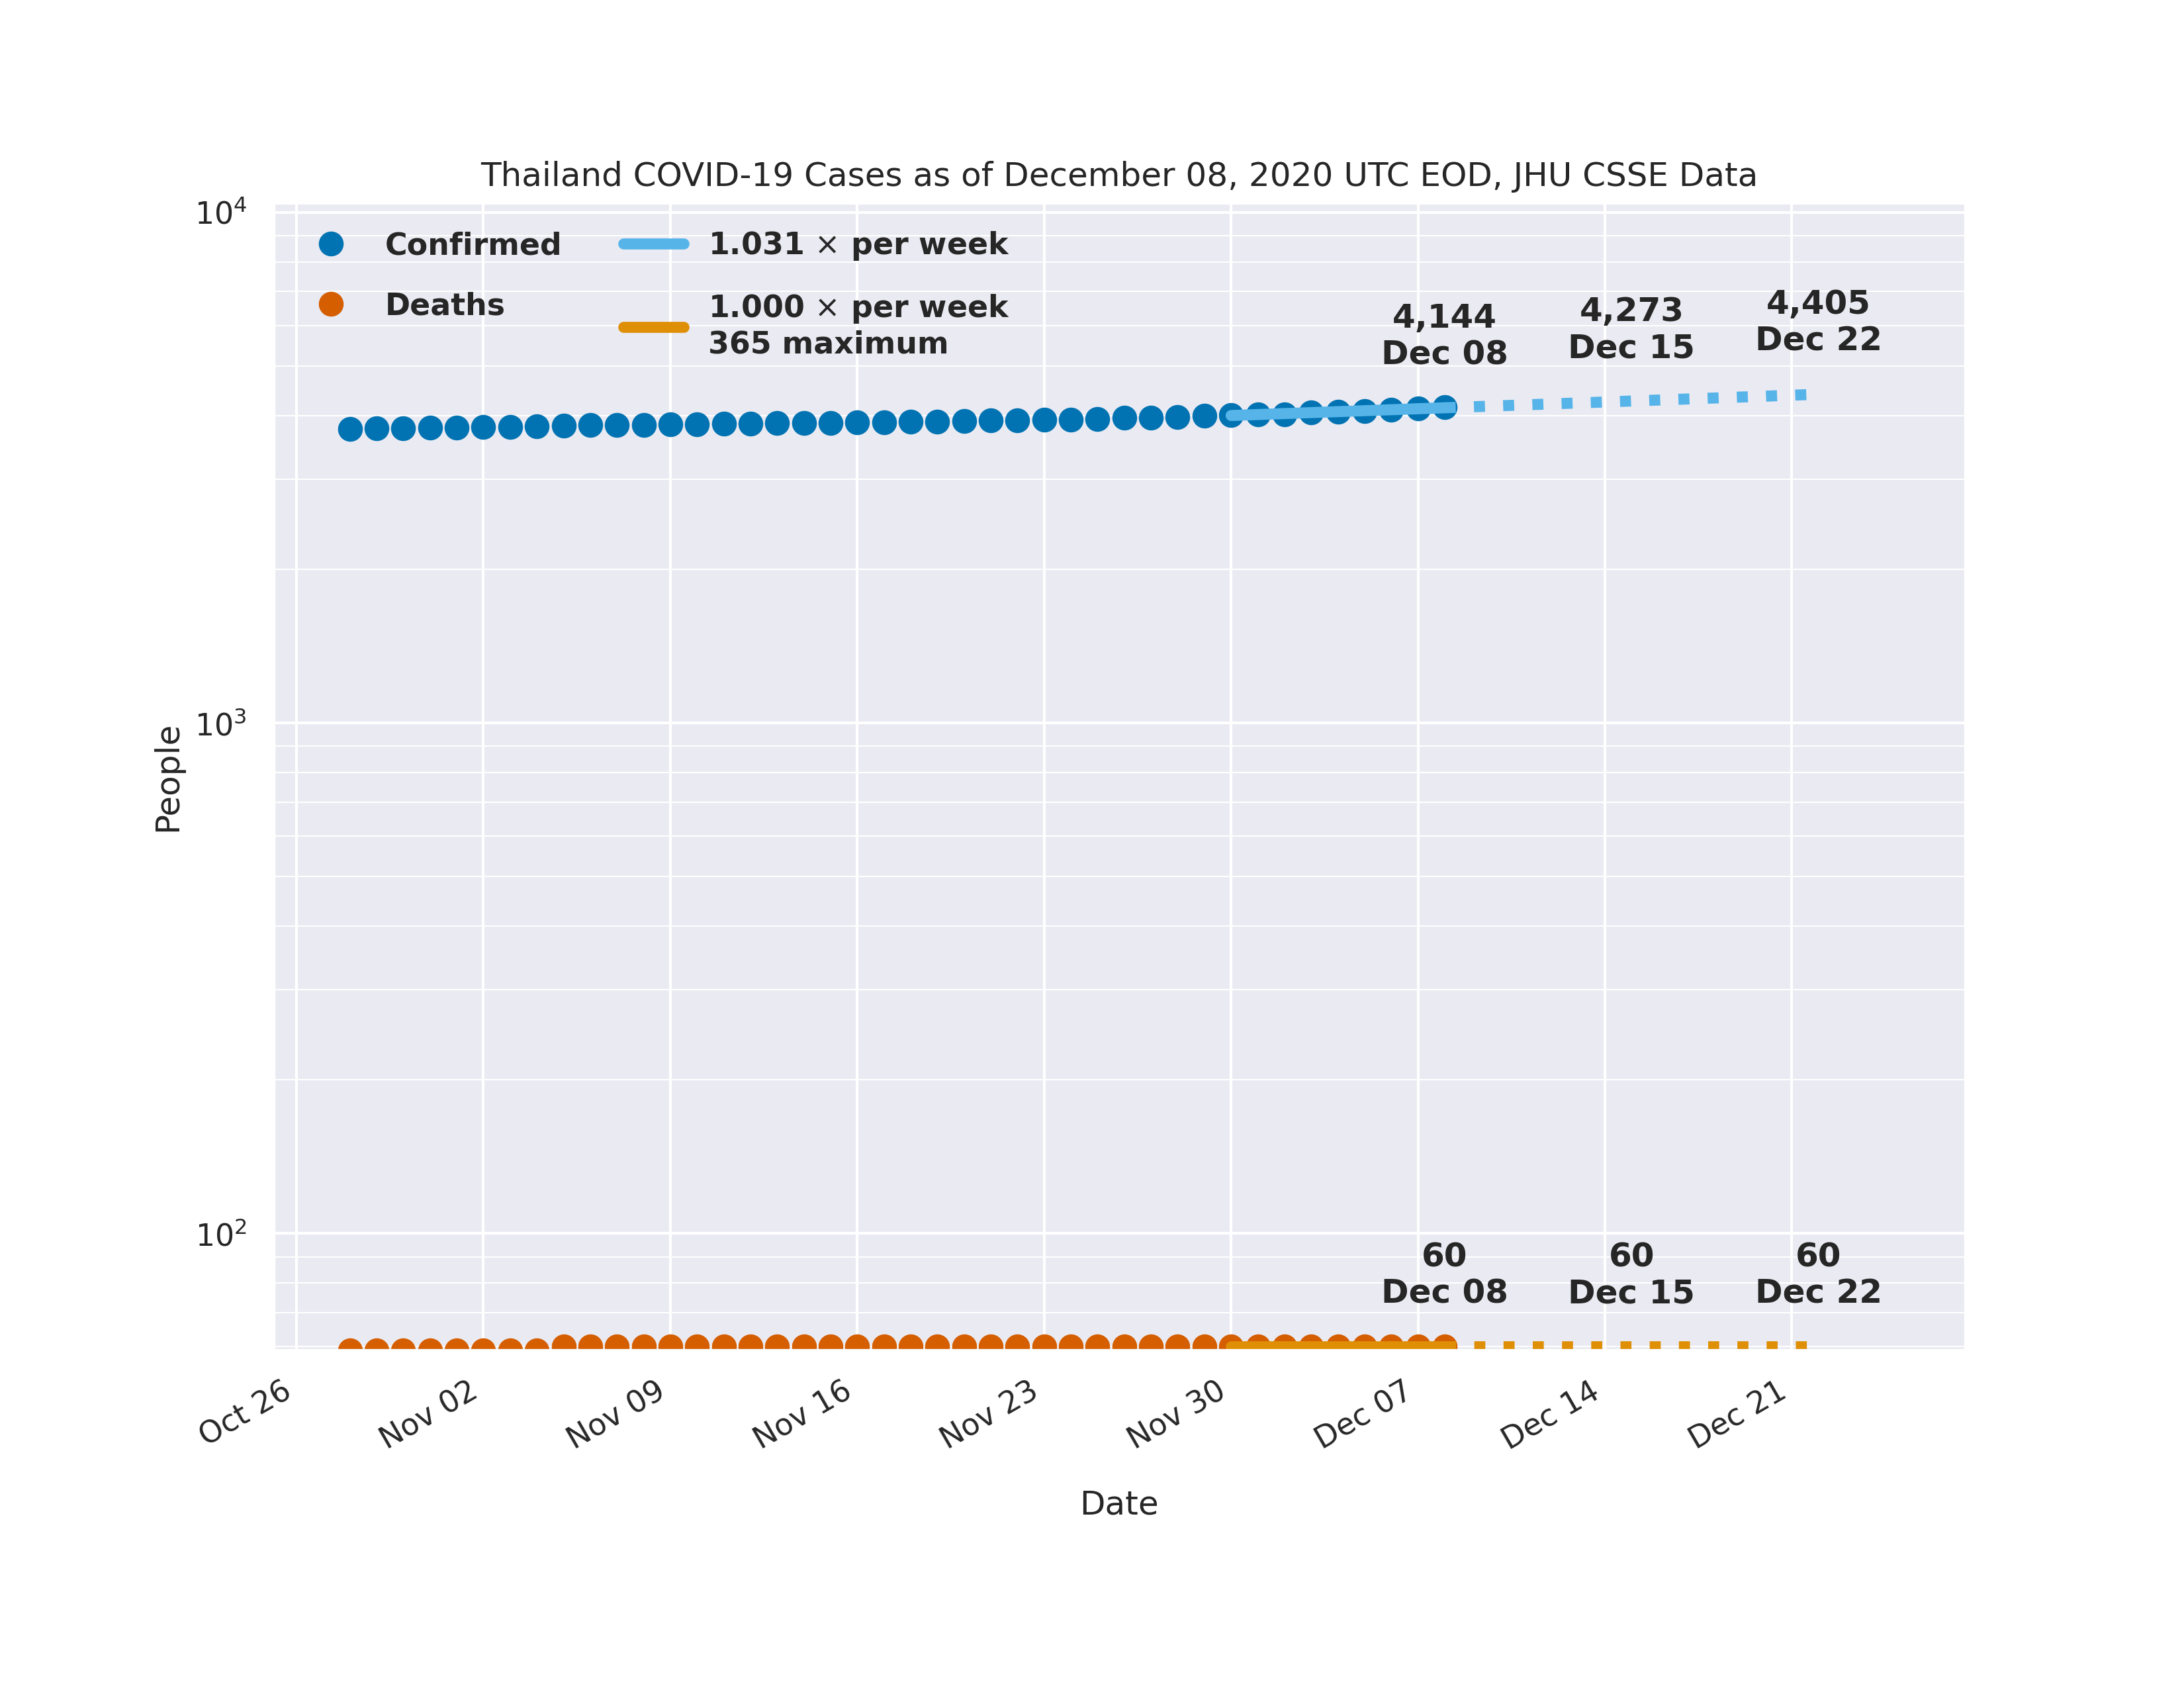 Thailand COVID-19 Cases as of December 08, 2020 UTC EOD, JHU CSSE Data
10⁴
Confirmed
1.031 × per week
Deaths
1.000 × per week
365 maximum
4,144
Dec 08
4,273
Dec 15
4,405
Dec 22
People
10³
10²
60
Dec 08
60
Dec 15
60
Dec 22
Oct 26
Nov 02
Nov 09
Nov 16
Nov 23
Nov 30
Dec 07
Dec 14
Dec 21
Date